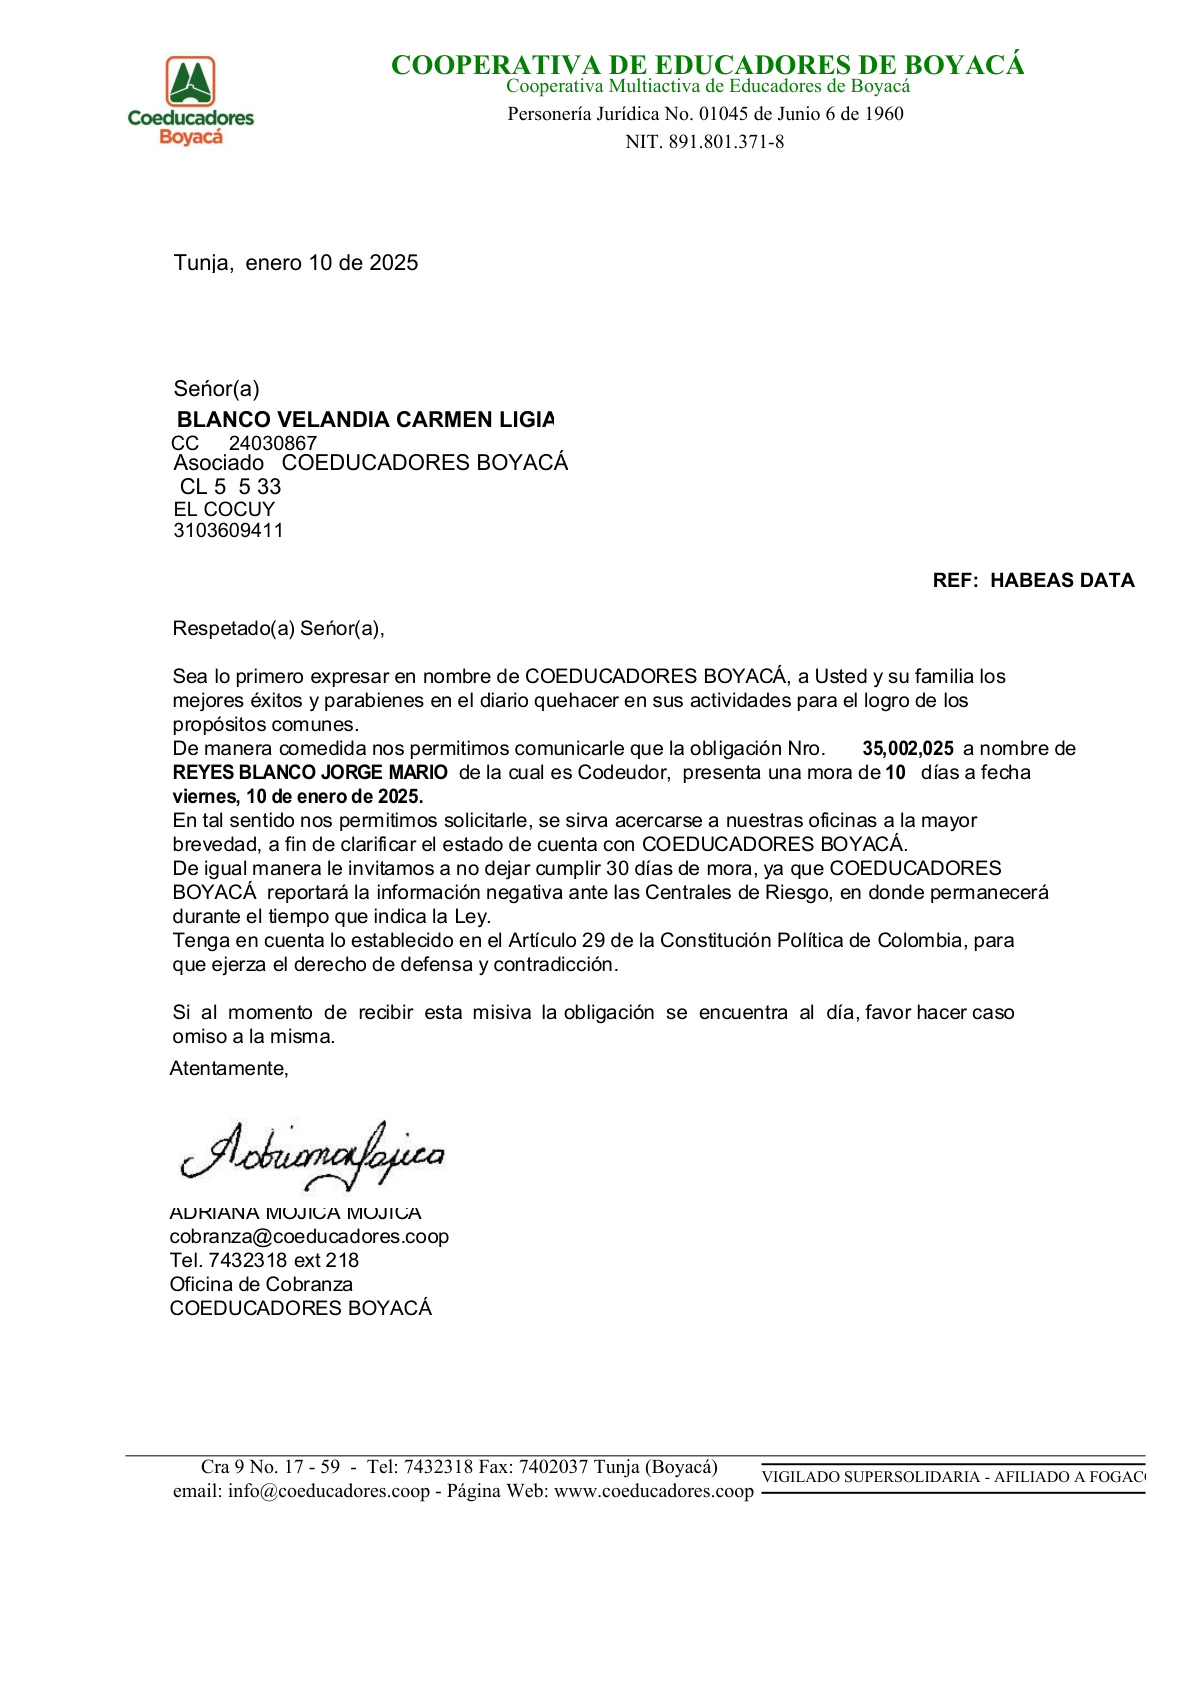 Coeducadores
Boyacá
COOPERATIVA DE EDUCADORES DE BOYACÁ
Cooperativa Multiactiva de Educadores de Boyacá
Personería Jurídica No. 01045 de Junio 6 de 1960
NIT. 891.801.371-8
Tunja, enero 10 de 2025
Seńor(a)
BLANCO VELANDIA CARMEN LIGIA
CC 24030867
Asociado COEDUCADORES BOYACÁ
CL 5 5 33
EL COCUY
3103609411
REF: HABEAS DATA
Respetado(a) Seńor(a),
Sea lo primero expresar en nombre de COEDUCADORES BOYACÁ, a Usted y su familia los
mejores éxitos y parabienes en el diario quehacer en sus actividades para el logro de los
propósitos comunes.
De manera comedida nos permitimos comunicarle que la obligación Nro. 35,002,025 a nombre de
REYES BLANCO JORGE MARIO de la cual es Codeudor, presenta una mora de 10 días a fecha
viernes, 10 de enero de 2025.
En tal sentido nos permitimos solicitarle, se sirva acercarse a nuestras oficinas a la mayor
brevedad, a fin de clarificar el estado de cuenta con COEDUCADORES BOYACÁ.
De igual manera le invitamos a no dejar cumplir 30 días de mora, ya que COEDUCADORES
BOYACÁ reportará la información negativa ante las Centrales de Riesgo, en donde permanecerá
durante el tiempo que indica la Ley.
Tenga en cuenta lo establecido en el Artículo 29 de la Constitución Política de Colombia, para
que ejerza el derecho de defensa y contradicción.
Si al momento de recibir esta misiva la obligación se encuentra al día, favor hacer caso
omiso a la misma.
Atentamente,
ADRIANA MOJICA MOJICA
cobranza@coeducadores.coop
Tel. 7432318 ext 218
Oficina de Cobranza
COEDUCADORES BOYACÁ
Cra 9 No. 17 - 59 - Tel: 7432318 Fax: 7402037 Tunja (Boyacá)
email: info@coeducadores.coop - Página Web: www.coeducadores.coop
VIGILADO SUPERSOLIDARIA - AFILIADO A FOGAC